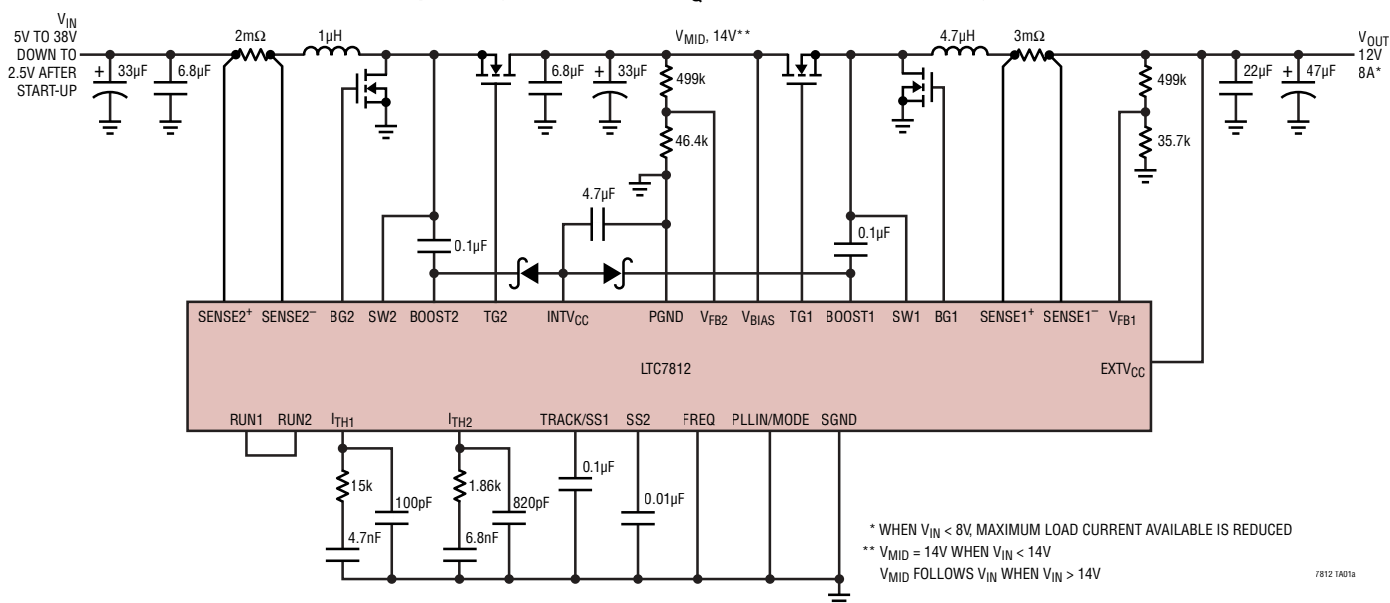 VIN
5V TO 38V
DOWN TO
2.5V AFTER
START-UP
33µF
6.8µF
2mΩ
1µH
6.8µF
33µF
VMID, 14V**
499k
46.4k
4.7µF
4.7µH
3mΩ
499k
35.7k
22µF
47µF
VOUT
12V
8A*
0.1µF
0.1µF
SENSE2+ SENSE2– BG2 SW2 BOOST2 TG2 INTVCC PGND VFB2 VBIAS TG1 BOOST1 SW1 BG1 SENSE1+ SENSE1– VFB1
LTC7812
EXTVCC
RUN1 RUN2 ITH1 ITH2 TRACK/SS1 SS2 FREQ PLLIN/MODE SGND
15k
100pF
4.7nF
1.86k
820pF
6.8nF
0.1µF
0.01µF
* WHEN VIN < 8V, MAXIMUM LOAD CURRENT AVAILABLE IS REDUCED
** VMID = 14V WHEN VIN < 14V
VMID FOLLOWS VIN WHEN VIN > 14V
7812 TA01a